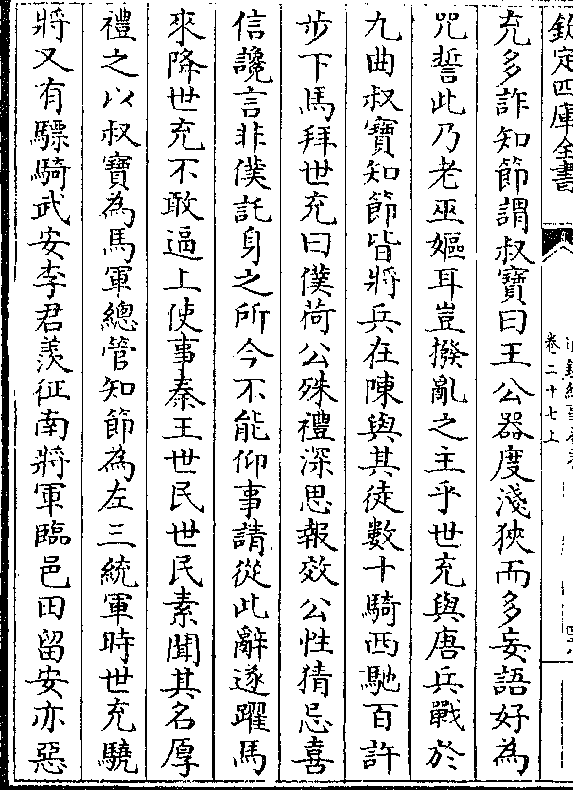 欽定四庫全書
卷二十七上
充多詐知節謂叔寶曰王公器度淺狹而多妄語好為
咒誓此乃老巫嫗耳豈撥亂之主乎世充與唐兵戰於
九曲叔寶知節皆將兵在陳與其徒數十騎西馳百許
步下馬拜世充曰僕荷公殊禮深思報效公性猜忌喜
信讒言非僕託身之所今不能仰事請從此辭遂躍馬
來降世充不敢逼上使事秦王世民世民素聞其名厚
禮之以叔寶為馬軍總管知節為左三統軍時世充驍
將又有驃騎武安李君羨征南將軍臨邑田留安亦惡